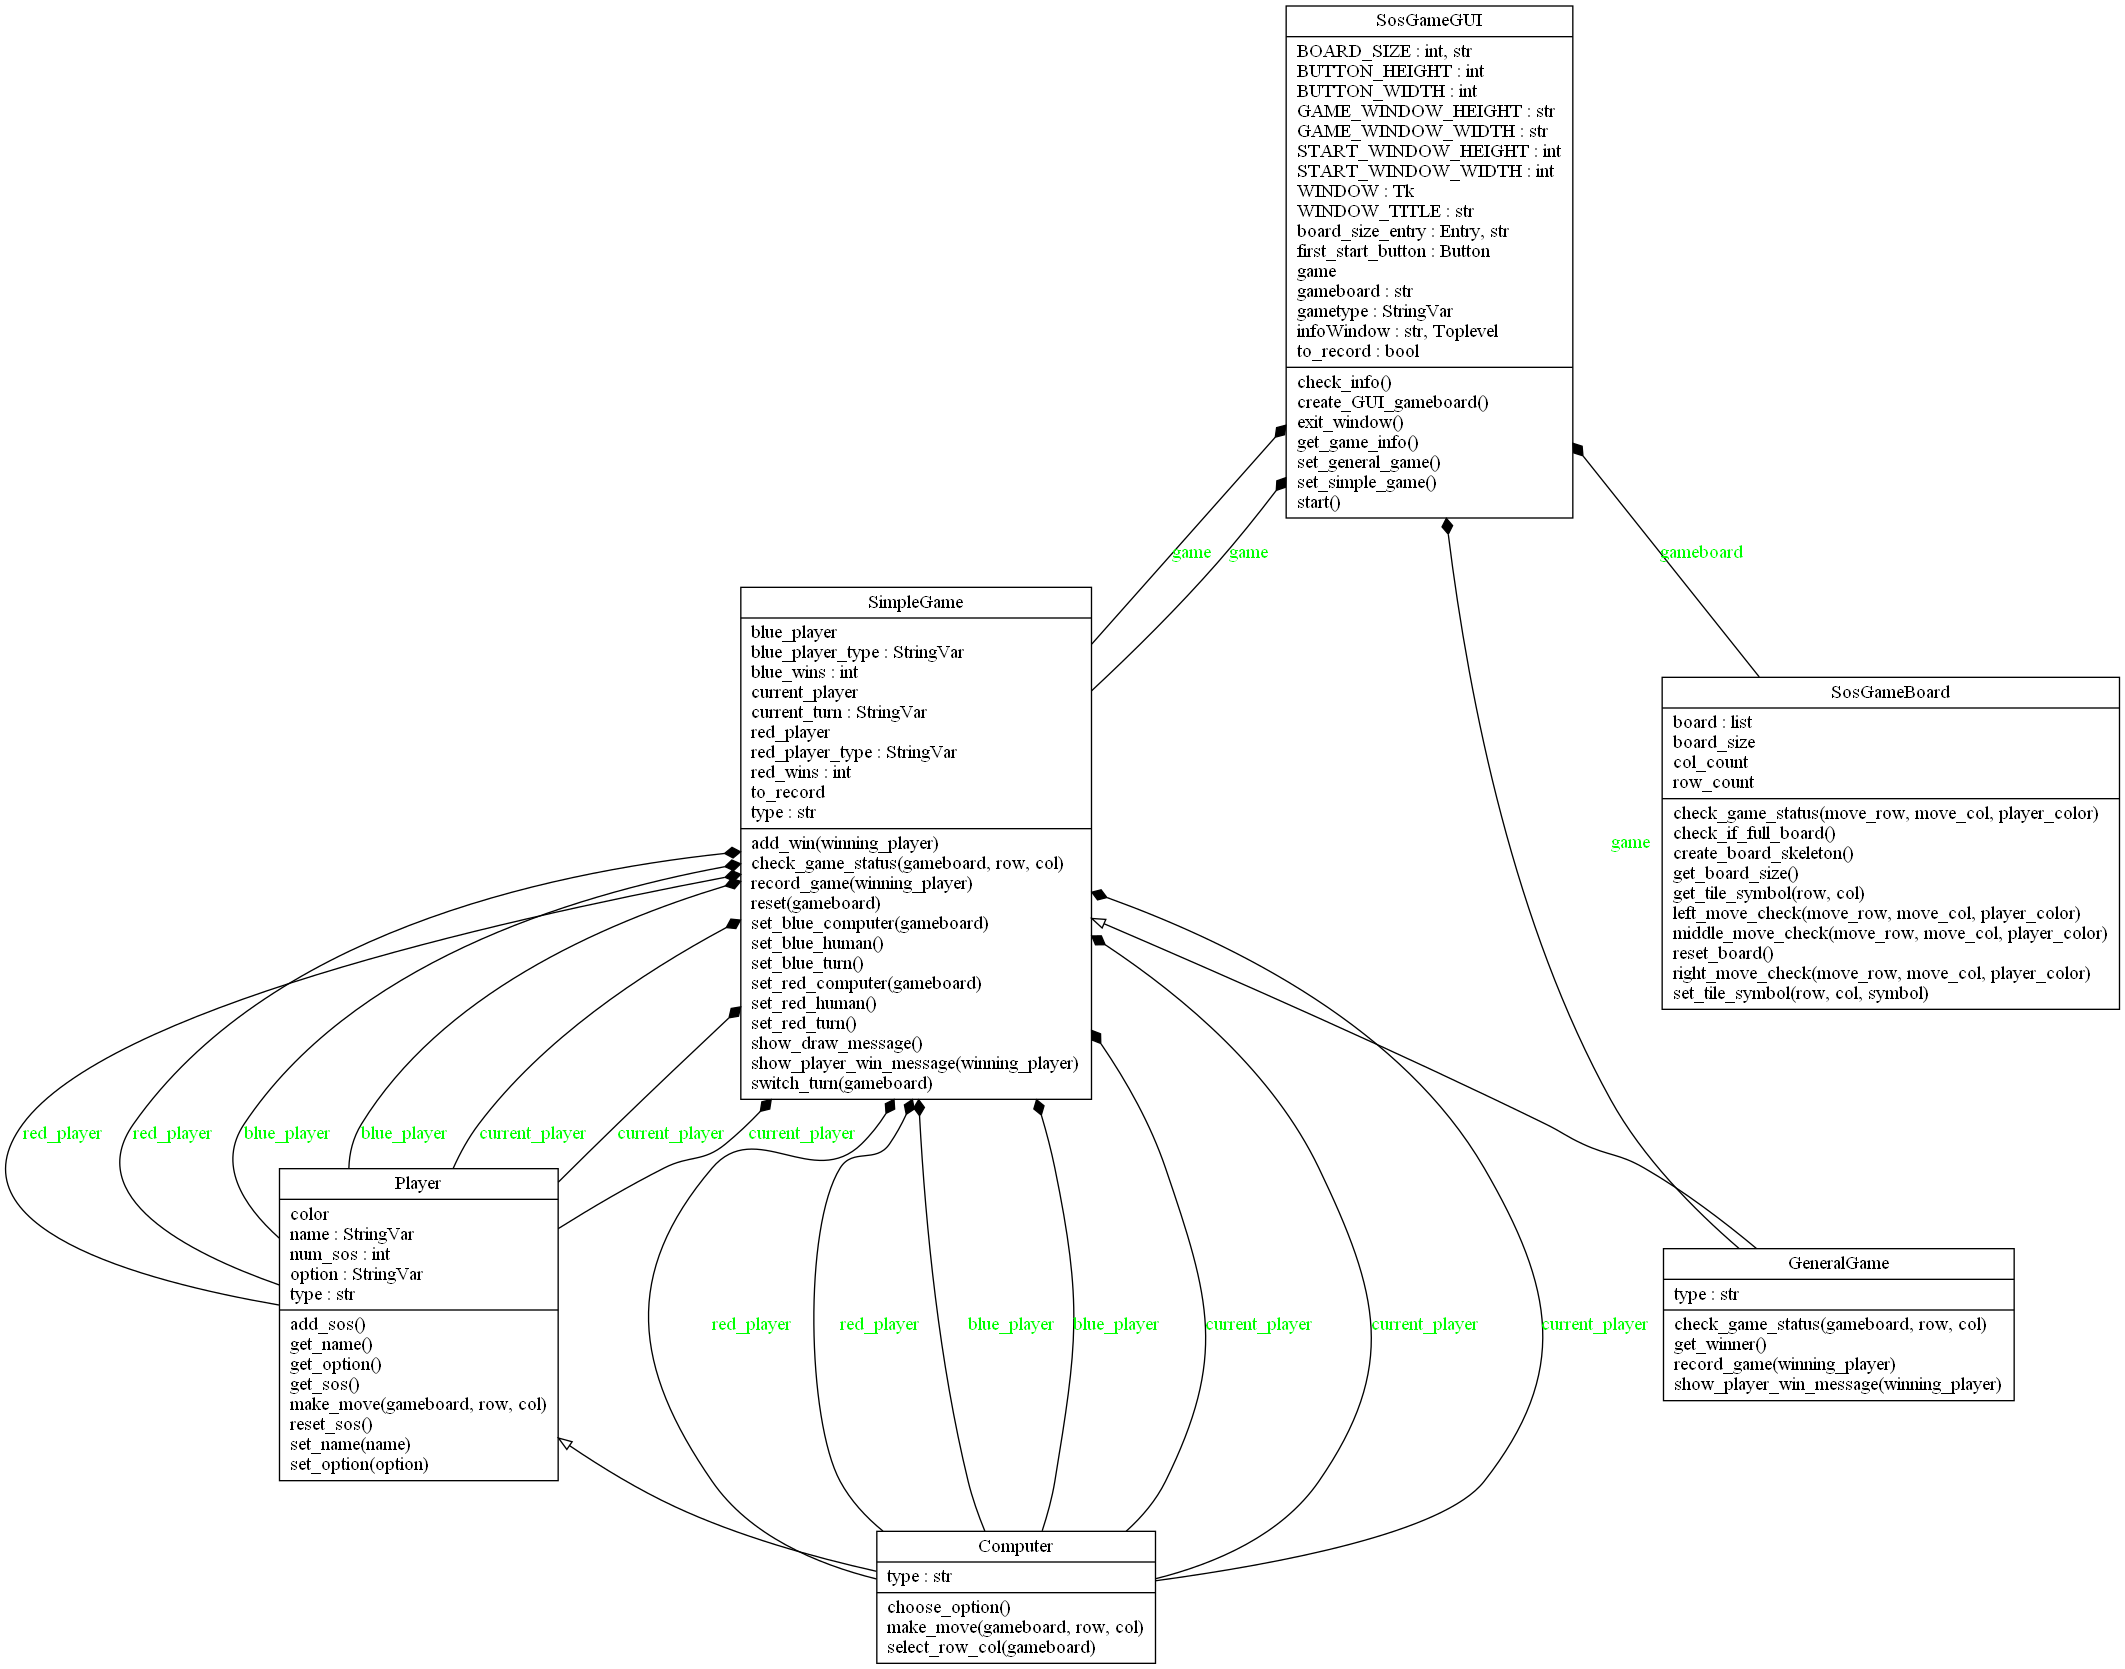 SosGameGUI
BOARD_SIZE : int, str
BUTTON_HEIGHT : int
BUTTON_WIDTH : int
GAME_WINDOW_HEIGHT : str
GAME_WINDOW_WIDTH : str
START_WINDOW_HEIGHT : int
START_WINDOW_WIDTH : int
WINDOW : Tk
WINDOW_TITLE : str
board_size_entry : Entry, str
first_start_button : Button
game
gameboard : str
gametype : StringVar
infoWindow : str, Toplevel
to_record : bool
check_info()
create_GUI_gameboard()
exit_window()
get_game_info()
set_general_game()
set_simple_game()
start()
game
game
gameboard
SimpleGame
blue_player
blue_player_type : StringVar
blue_wins : int
current_player
current_turn : StringVar
red_player
red_player_type : StringVar
red_wins : int
to_record
type : str
add_win(winning_player)
check_game_status(gameboard, row, col)
record_game(winning_player)
reset(gameboard)
set_blue_computer(gameboard)
set_blue_human()
set_blue_turn()
set_red_computer(gameboard)
set_red_human()
set_red_turn()
show_draw_message()
show_player_win_message(winning_player)
switch_turn(gameboard)
game
SosGameBoard
board : list
board_size
col_count
row_count
check_game_status(move_row, move_col, player_color)
check_if_full_board()
create_board_skeleton()
get_board_size()
get_tile_symbol(row, col)
left_move_check(move_row, move_col, player_color)
middle_move_check(move_row, move_col, player_color)
reset_board()
right_move_check(move_row, move_col, player_color)
set_tile_symbol(row, col, symbol)
red_player
red_player
blue_player
blue_player
current_player
current_player
current_player
Player
color
name : StringVar
num_sos : int
option : StringVar
type : str
add_sos()
get_name()
get_option()
get_sos()
make_move(gameboard, row, col)
reset_sos()
set_name(name)
set_option(option)
red_player
red_player
blue_player
blue_player
current_player
current_player
current_player
GeneralGame
type : str
check_game_status(gameboard, row, col)
get_winner()
record_game(winning_player)
show_player_win_message(winning_player)
Computer
type : str
choose_option()
make_move(gameboard, row, col)
select_row_col(gameboard)